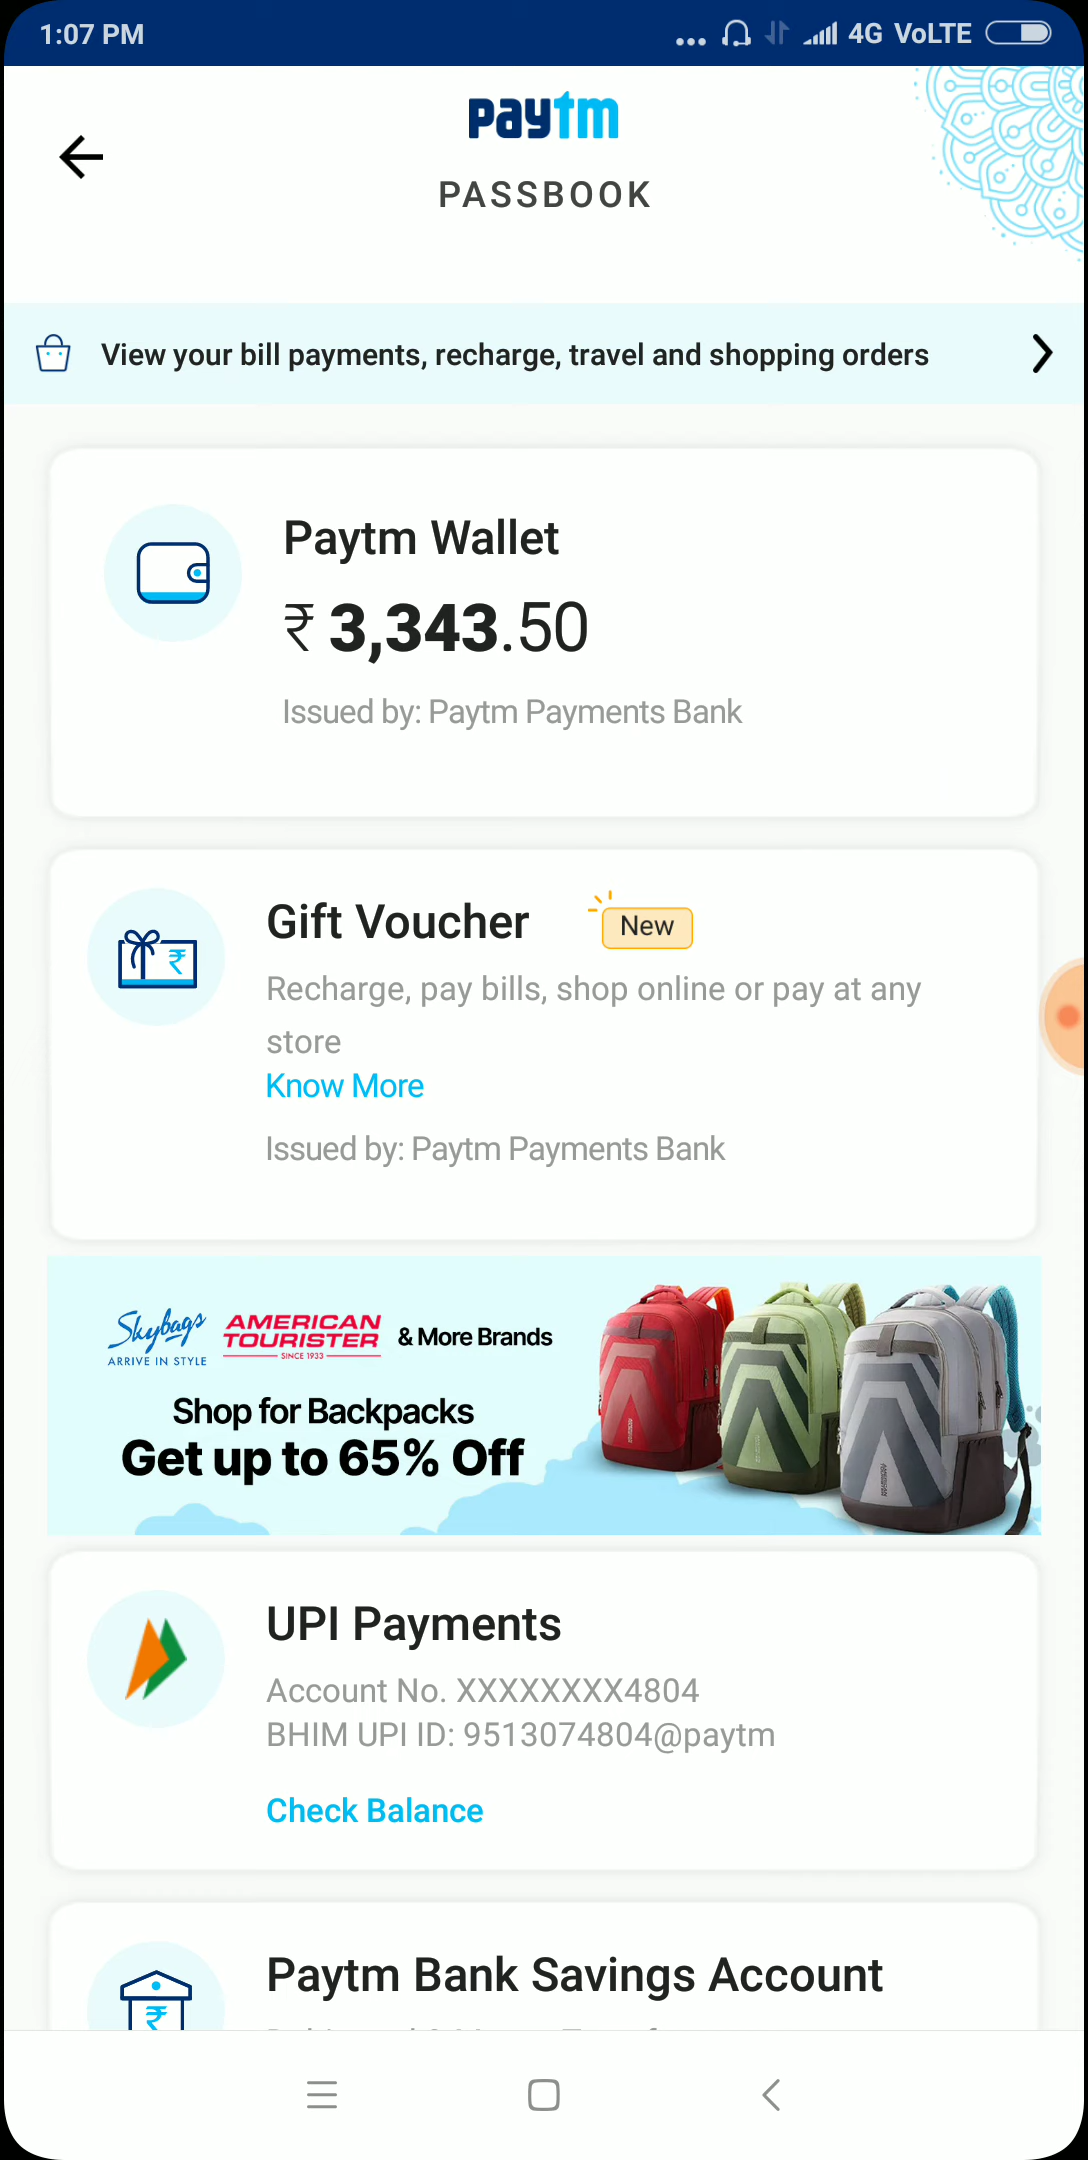 1:07 PM
4G VoLTE
paytm
PASSBOOK
View your bill payments, recharge, travel and shopping orders
Paytm Wallet
₹ 3,343.50
Issued by: Paytm Payments Bank
Gift Voucher
New
Recharge, pay bills, shop online or pay at any
store
Know More
Issued by: Paytm Payments Bank
Skybags
ARRIVE IN STYLE
AMERICAN
TOURISTER
SINCE 1933
& More Brands
Shop for Backpacks
Get up to 65% Off
UPI Payments
Account No. XXXXXXXX4804
BHIM UPI ID: 9513074804@paytm
Check Balance
Paytm Bank Savings Account